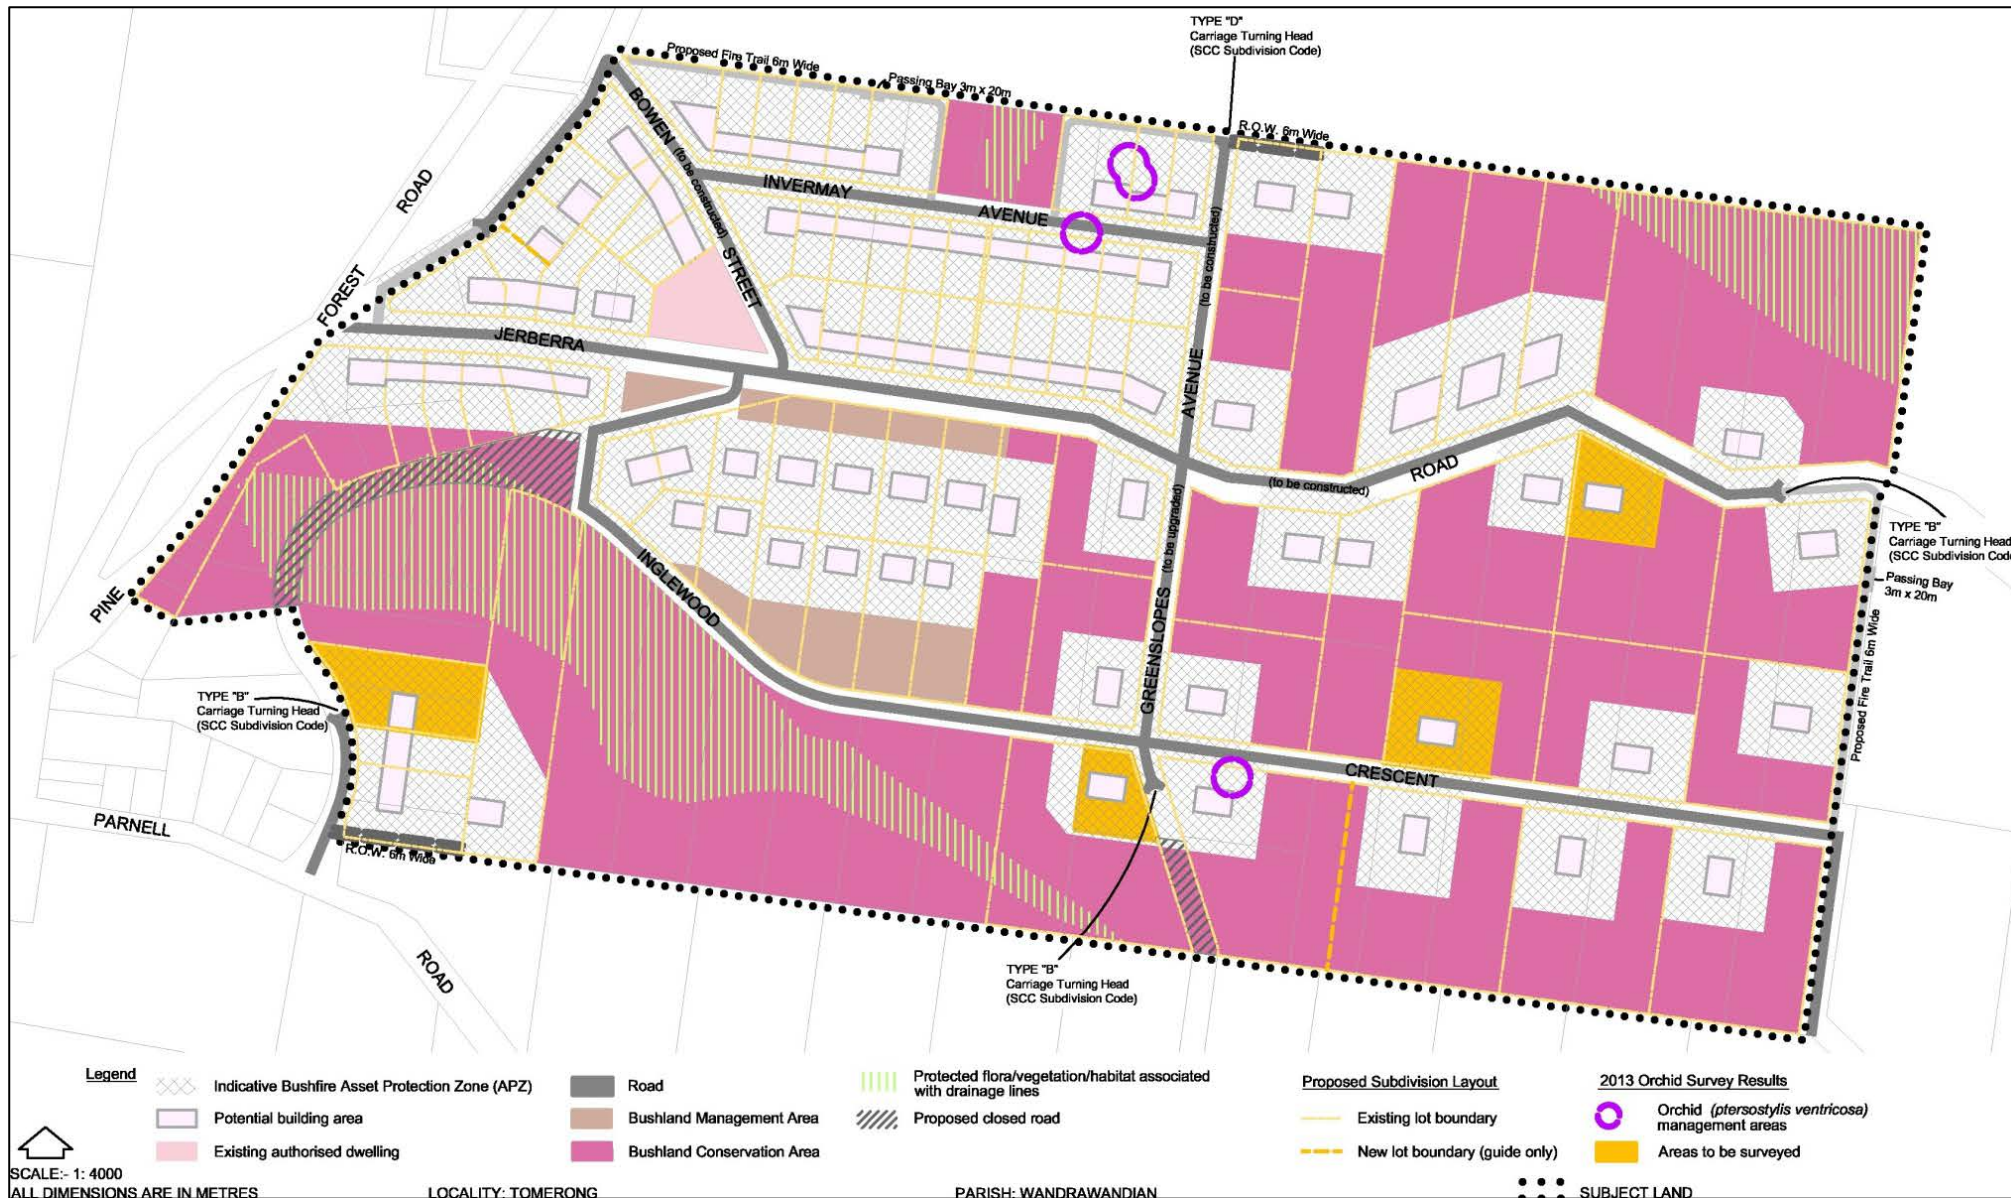 TYPE "D"
Carriage Turning Head
(SCC Subdivision Code)
Proposed Fire Trail 6m Wide
Passing Bay 3m x 20m
R.O.W. 6m Wide
BOWEN
(to be constructed)
STREET
INVERMAY
AVENUE
(to be constructed)
AVENUE
ROAD
FOREST
PINE
JERBERRA
(to be constructed)
ROAD
(to be upgraded)
GREENSLOPES
INGLEWOOD
CRESCENT
TYPE "B"
Carriage Turning Head
(SCC Subdivision Code
Passing Bay
3m x 20m
Proposed Fire Trail 6m Wide
TYPE "B"
Carriage Turning Head
(SCC Subdivision Code)
PARNELL
R.O.W. 6m Wide
ROAD
TYPE "B"
Carriage Turning Head
(SCC Subdivision Code)
Legend
Indicative Bushfire Asset Protection Zone (APZ)
Potential building area
Existing authorised dwelling
Road
Bushland Management Area
Bushland Conservation Area
Protected flora/vegetation/habitat associated
with drainage lines
Proposed closed road
Proposed Subdivision Layout
Existing lot boundary
New lot boundary (guide only)
2013 Orchid Survey Results
Orchid (ptersostylis ventricosa)
management areas
Areas to be surveyed
SCALE:- 1: 4000
ALL DIMENSIONS ARE IN METRES
LOCALITY: TOMERONG
PARISH: WANDRAWANDIAN
SUBJECT LAND